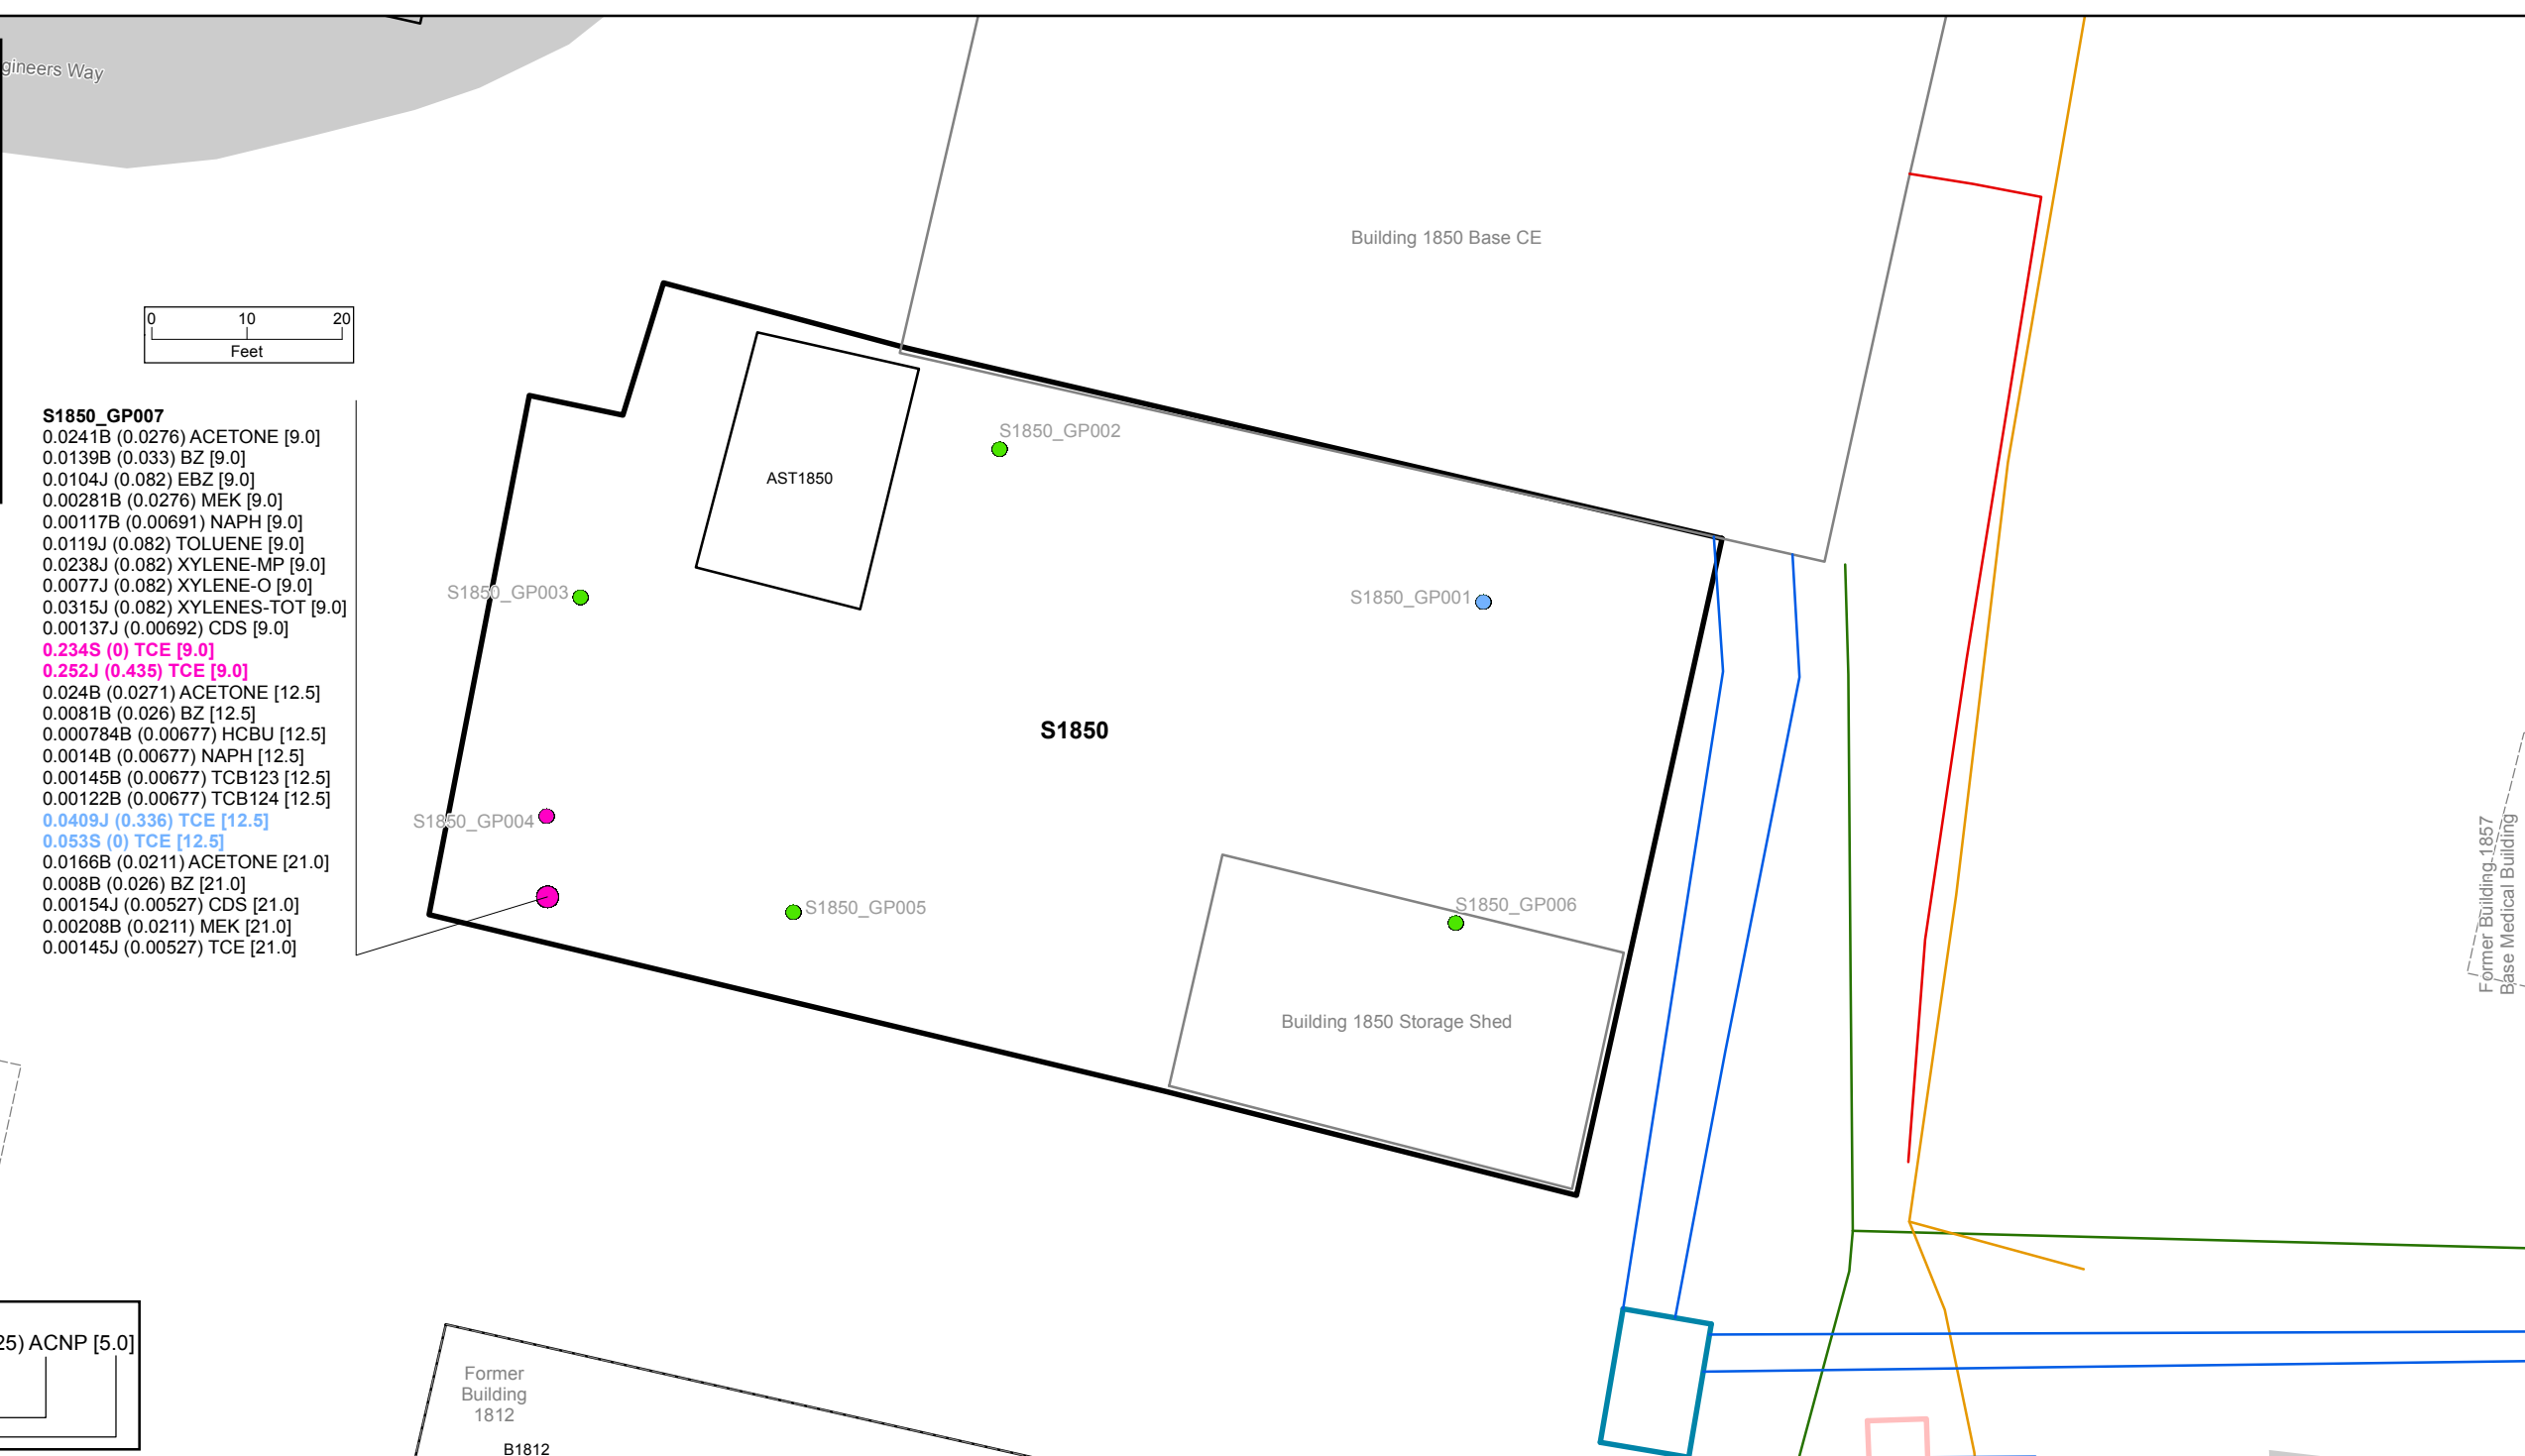 gineers Way
Building 1850 Base CE
0 10 20
Feet
S1850_GP007
0.0241B (0.0276) ACETONE [9.0]
0.0139B (0.033) BZ [9.0]
0.0104J (0.082) EBZ [9.0]
0.00281B (0.0276) MEK [9.0]
0.00117B (0.00691) NAPH [9.0]
0.0119J (0.082) TOLUENE [9.0]
0.0238J (0.082) XYLENE-MP [9.0]
0.0077J (0.082) XYLENE-O [9.0]
0.0315J (0.082) XYLENES-TOT [9.0]
0.00137J (0.00692) CDS [9.0]
0.234S (0) TCE [9.0]
0.252J (0.435) TCE [9.0]
0.024B (0.0271) ACETONE [12.5]
0.0081B (0.026) BZ [12.5]
0.000784B (0.00677) HCBU [12.5]
0.0014B (0.00677) NAPH [12.5]
0.00145B (0.00677) TCB123 [12.5]
0.00122B (0.00677) TCB124 [12.5]
0.0409J (0.336) TCE [12.5]
0.053S (0) TCE [12.5]
0.0166B (0.0211) ACETONE [21.0]
0.008B (0.026) BZ [21.0]
0.00154J (0.00527) CDS [21.0]
0.00208B (0.0211) MEK [21.0]
0.00145J (0.00527) TCE [21.0]
S1850_GP002
AST1850
S1850_GP003
S1850_GP001
S1850
S1850_GP004
S1850_GP005
S1850_GP006
Building 1850 Storage Shed
Former Building 1857
Base Medical Building
25) ACNP [5.0]
Former
Building
1812
B1812